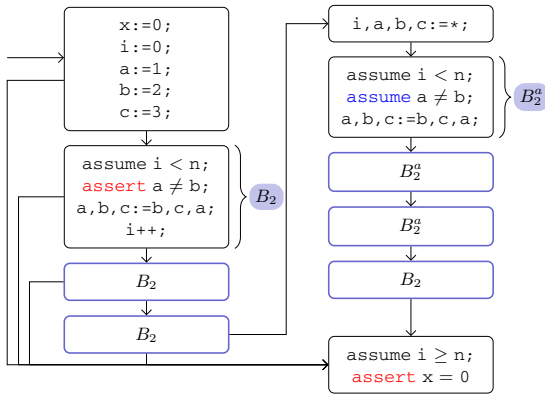 x:=0;
i:=0;
a:=1;
b:=2;
c:=3;
assume i < n;
assert a ≠ b;
a,b,c:=b,c,a;
i++;
B₂
B₂
B₂
i,a,b,c:=*;
assume i < n;
assume a ≠ b;
a,b,c:=b,c,a;
B₂ᵃ
B₂ᵃ
B₂ᵃ
B₂
assume i ≥ n;
assert x = 0